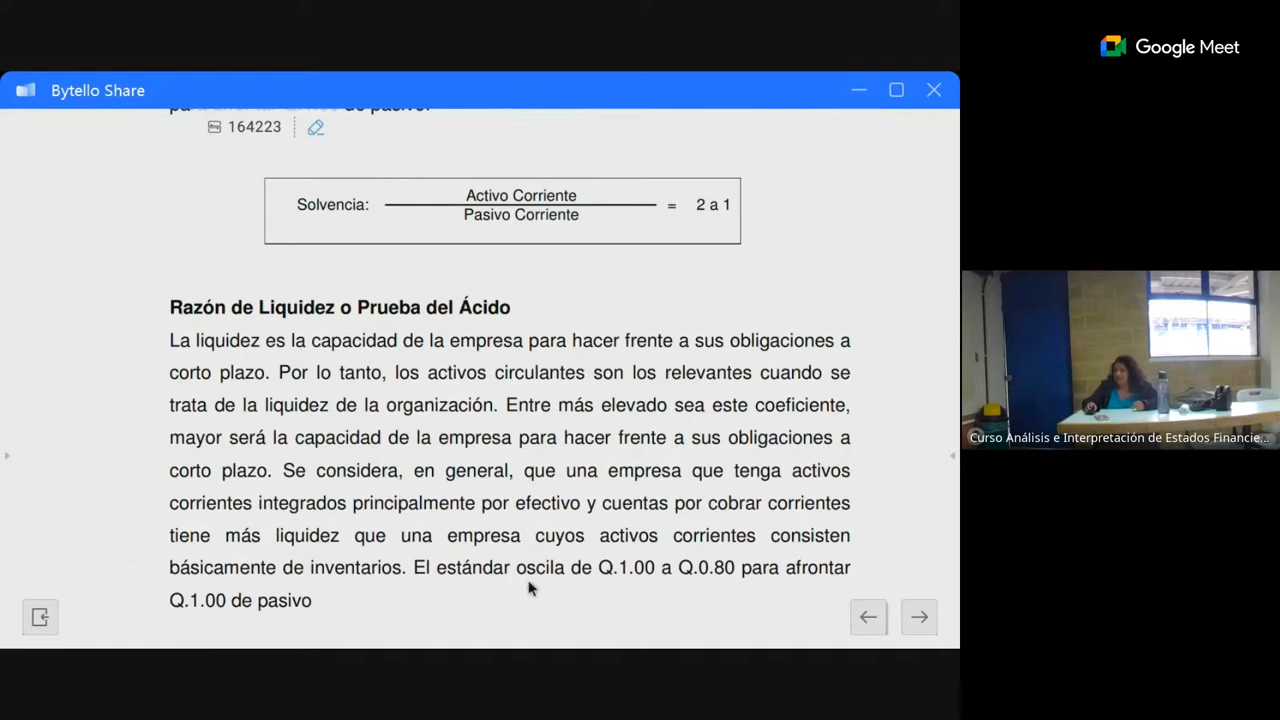 Google Meet
Bytello Share
de pasivo.
164223
Activo Corriente
Solvencia: = 2 a 1
Pasivo Corriente
Razón de Liquidez o Prueba del Ácido
La liquidez es la capacidad de la empresa para hacer frente a sus obligaciones a
corto plazo. Por lo tanto, los activos circulantes son los relevantes cuando se
trata de la liquidez de la organización. Entre más elevado sea este coeficiente,
mayor será la capacidad de la empresa para hacer frente a sus obligaciones a
corto plazo. Se considera, en general, que una empresa que tenga activos
corrientes integrados principalmente por efectivo y cuentas por cobrar corrientes
tiene más liquidez que una empresa cuyos activos corrientes consisten
básicamente de inventarios. El estándar oscila de Q.1.00 a Q.0.80 para afrontar
Q.1.00 de pasivo
Curso Análisis e Interpretación de Estados Financie...